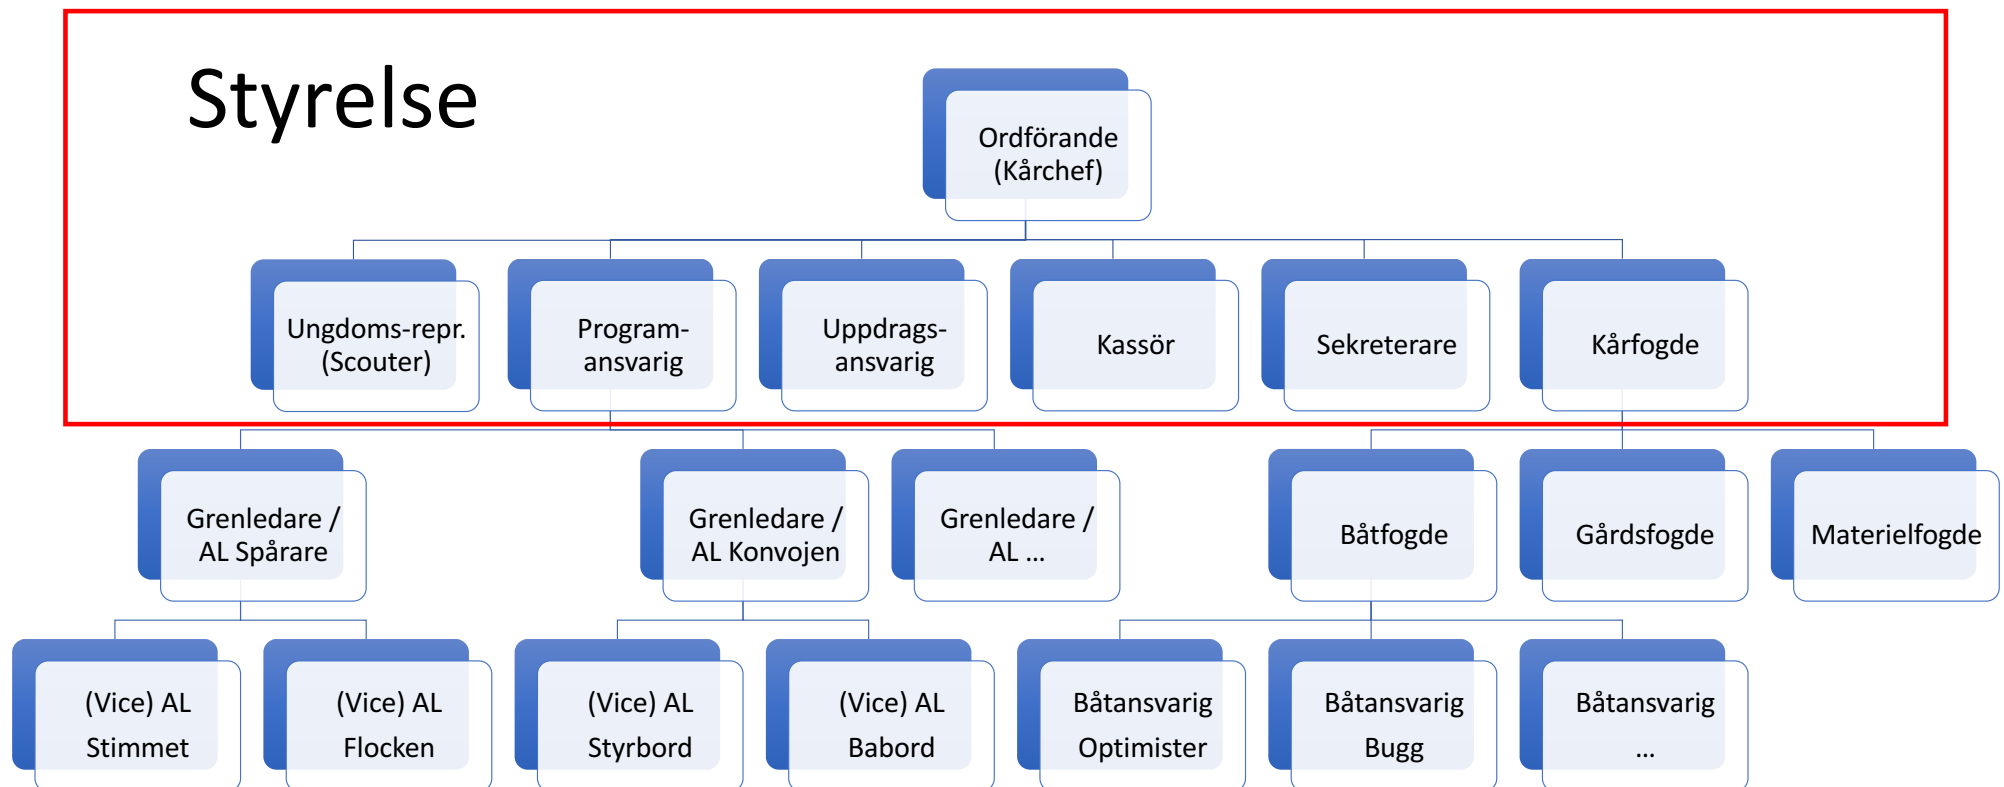 Styrelse
Ordförande
(Kårchef)
Ungdoms-repr.
(Scouter)
Program-
ansvarig
Uppdrags-
ansvarig
Kassör
Sekreterare
Kårfogde
Grenledare /
AL Spårare
Grenledare /
AL Konvojen
Grenledare /
AL ...
Båtfogde
Gårdsfogde
Materielfogde
(Vice) AL
Stimmet
(Vice) AL
Flocken
(Vice) AL
Styrbord
(Vice) AL
Babord
Båtansvarig
Optimister
Båtansvarig
Bugg
Båtansvarig
...